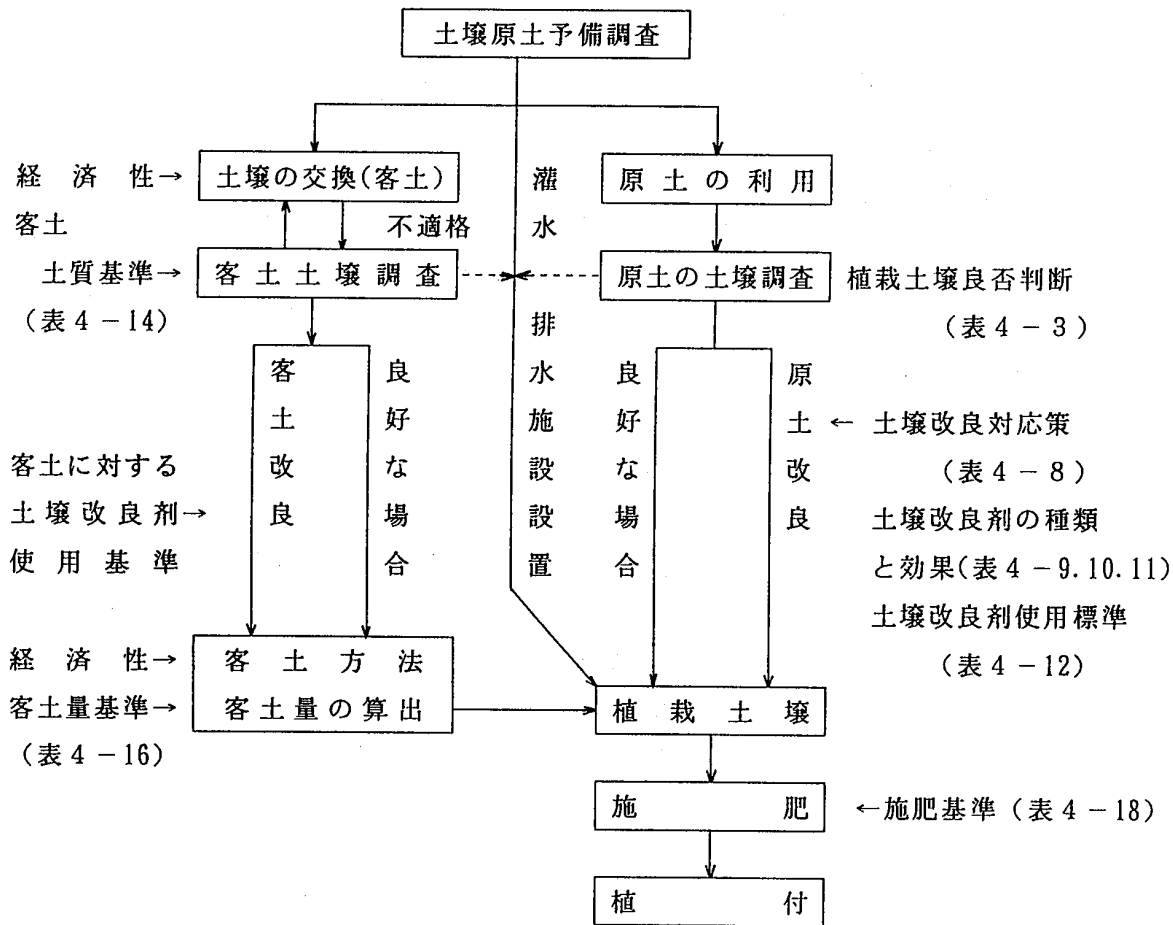 土壌原土予備調査
経済性→
土壌の交換(客土)
灌水
原土の利用
客土
不適格
土質基準→
客土土壌調査
原土の土壌調査
植栽土壌良否判断
(表4-14)
(表4-3)
客土改良
良好な場合
排水施設設置
良好な場合
原土改良
← 土壌改良対応策
(表4-8)
客土に対する
土壌改良剤→
使用基準
土壌改良剤の種類
と効果(表4-9.10.11)
土壌改良剤使用標準
(表4-12)
経済性→
客土方法
客土量基準→
客土量の算出
植栽土壌
(表4-16)
施肥
←施肥基準(表4-18)
植付